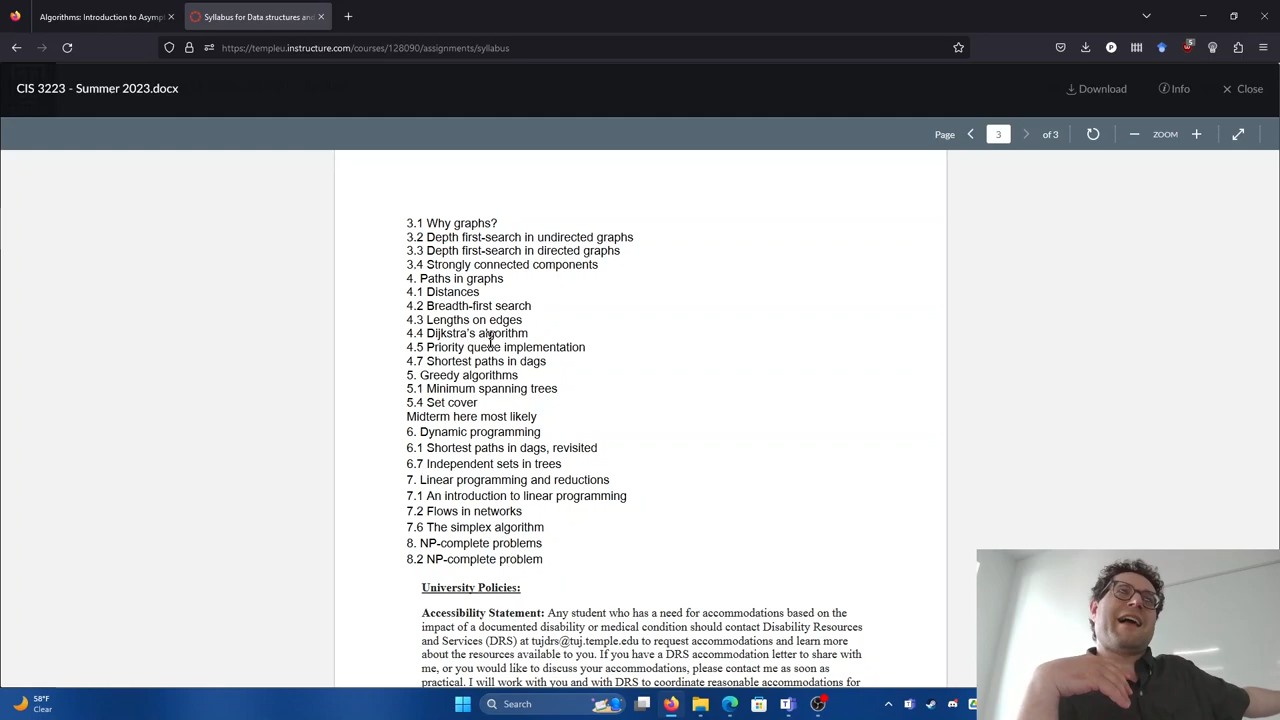 Algorithms: Introduction to Asympt
Syllabus for Data structures and
https://templeu.instructure.com/courses/128090/assignments/syllabus
5
CIS 3223 - Summer 2023.docx
Download
Info
Close
Page 3 of 3
ZOOM
3.1 Why graphs?
3.2 Depth first-search in undirected graphs
3.3 Depth first-search in directed graphs
3.4 Strongly connected components
4. Paths in graphs
4.1 Distances
4.2 Breadth-first search
4.3 Lengths on edges
4.4 Dijkstra's algorithm
4.5 Priority queue implementation
4.7 Shortest paths in dags
5. Greedy algorithms
5.1 Minimum spanning trees
5.4 Set cover
Midterm here most likely
6. Dynamic programming
6.1 Shortest paths in dags, revisited
6.7 Independent sets in trees
7. Linear programming and reductions
7.1 An introduction to linear programming
7.2 Flows in networks
7.6 The simplex algorithm
8. NP-complete problems
8.2 NP-complete problem
University Policies:
Accessibility Statement: Any student who has a need for accommodations based on the
impact of a documented disability or medical condition should contact Disability Resources
and Services (DRS) at tujdrs@tuj.temple.edu to request accommodations and learn more
about the resources available to you. If you have a DRS accommodation letter to share with
me, or you would like to discuss your accommodations, please contact me as soon as
practical. I will work with you and with DRS to coordinate reasonable accommodations for
58°F
Clear
Search